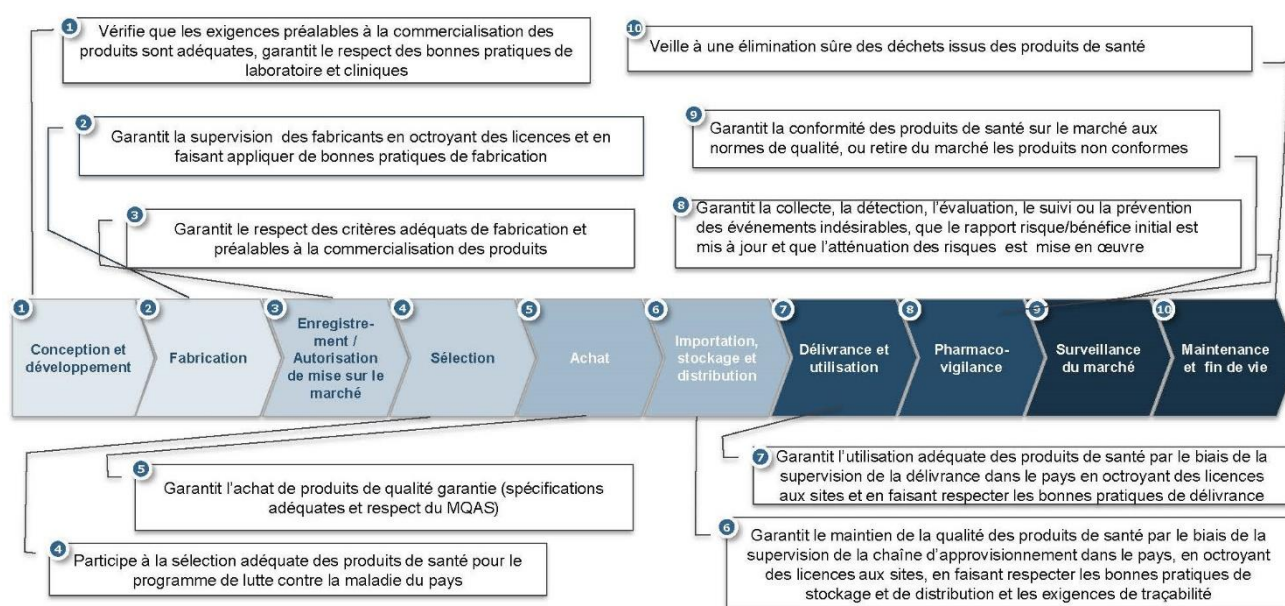 1
Vérifie que les exigences préalables à la commercialisation des
produits sont adéquates, garantit le respect des bonnes pratiques de
laboratoire et cliniques
10
Veille à une élimination sûre des déchets issus des produits de santé
2
Garantit la supervision des fabricants en octroyant des licences et en
faisant appliquer de bonnes pratiques de fabrication
9
Garantit la conformité des produits de santé sur le marché aux
normes de qualité, ou retire du marché les produits non conformes
3
Garantit le respect des critères adéquats de fabrication et
préalables à la commercialisation des produits
8
Garantit la collecte, la détection, l'évaluation, le suivi ou la prévention
des événements indésirables, que le rapport risque/bénéfice initial est
mis à jour et que l'atténuation des risques est mise en œuvre
1
Conception et
développement
2
Fabrication
3
Enregistre-
ment /
Autorisation
de mise sur le
marché
4
Sélection
5
Achat
6
Importation,
stockage et
distribution
7
Délivrance et
utilisation
8
Pharmaco-
vigilance
9
Surveillance
du marché
10
Maintenance
et fin de vie
5
Garantit l'achat de produits de qualité garantie (spécifications
adéquates et respect du MQAS)
7
Garantit l'utilisation adéquate des produits de santé par le biais de la
supervision de la délivrance dans le pays en octroyant des licences
aux sites et en faisant respecter les bonnes pratiques de délivrance
4
Participe à la sélection adéquate des produits de santé pour le
programme de lutte contre la maladie du pays
6
Garantit le maintien de la qualité des produits de santé par le biais de la
supervision de la chaîne d'approvisionnement dans le pays, en octroyant
des licences aux sites, en faisant respecter les bonnes pratiques de
stockage et de distribution et les exigences de traçabilité